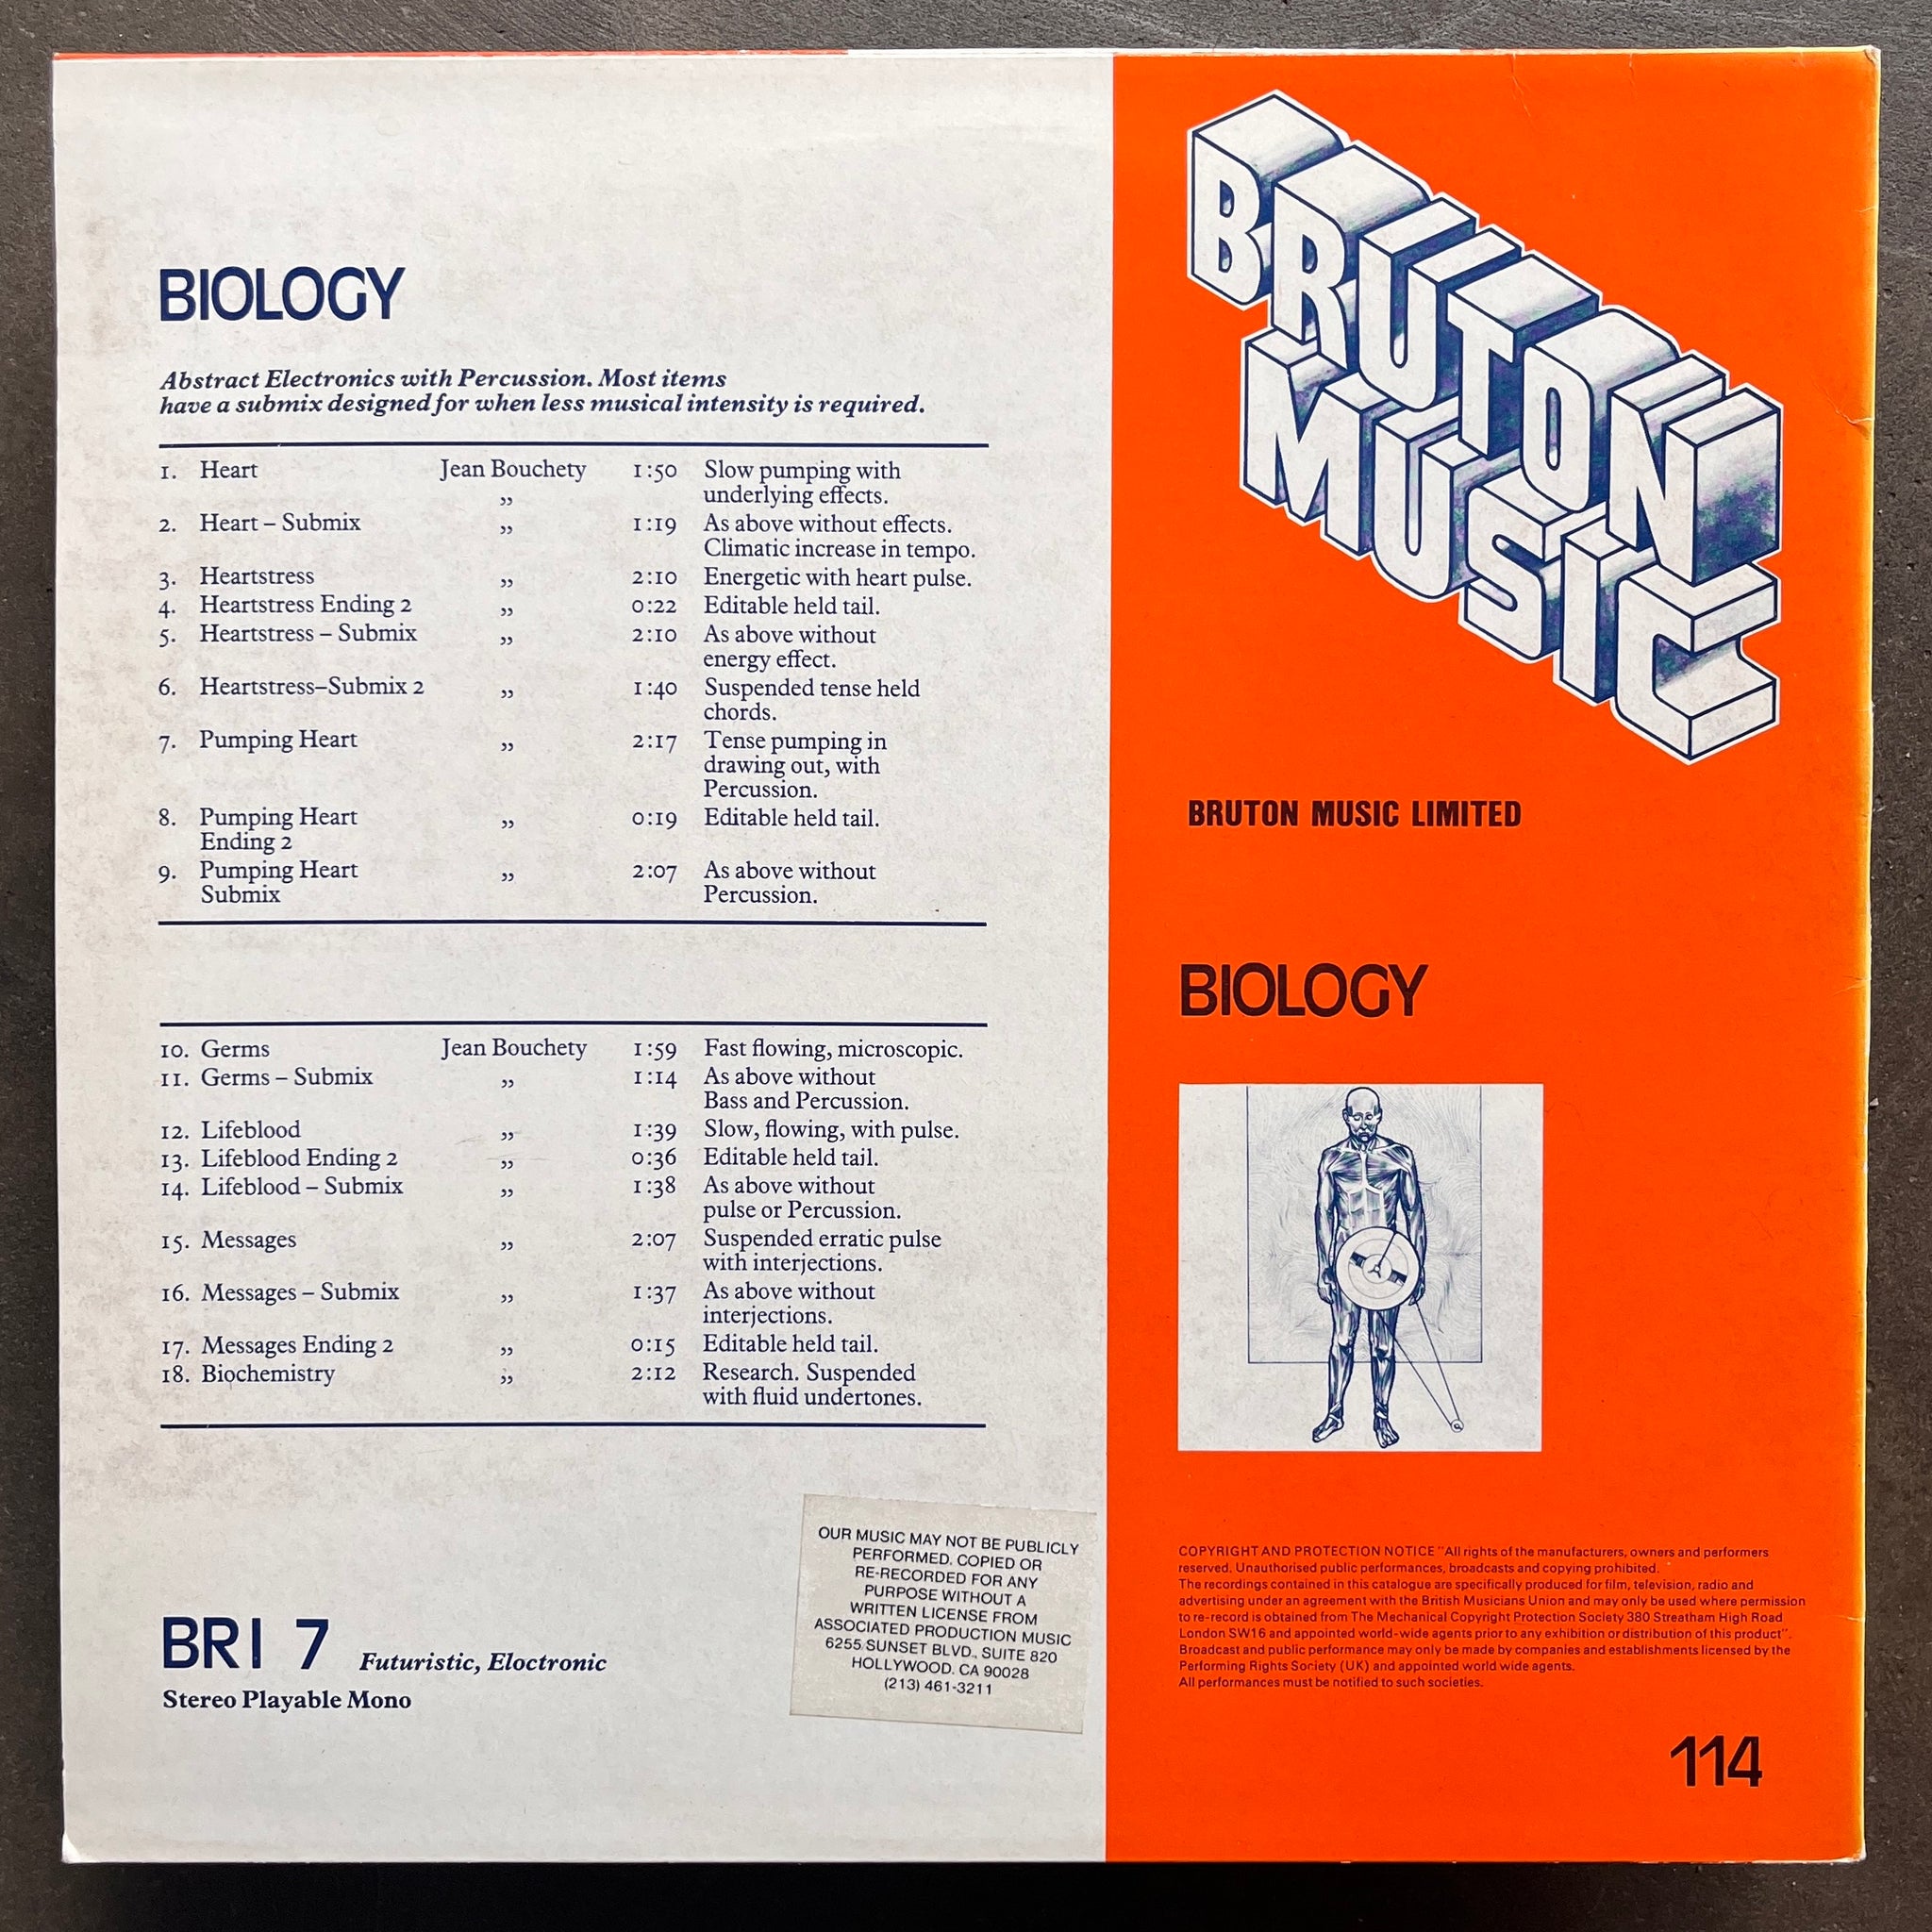 BIOLOGY
Abstract Electronics with Percussion. Most items
have a submix designed for when less musical intensity is required.
1. Heart Jean Bouchety 1:50 Slow pumping with
” underlying effects.
2. Heart – Submix ” 1:19 As above without effects.
Climatic increase in tempo.
3. Heartstress ” 2:10 Energetic with heart pulse.
4. Heartstress Ending 2 ” 0:22 Editable held tail.
5. Heartstress – Submix ” 2:10 As above without
energy effect.
6. Heartstress–Submix 2 ” 1:40 Suspended tense held
chords.
7. Pumping Heart ” 2:17 Tense pumping in
drawing out, with
Percussion.
8. Pumping Heart ” 0:19 Editable held tail.
Ending 2
9. Pumping Heart ” 2:07 As above without
Submix Percussion.
10. Germs Jean Bouchety 1:59 Fast flowing, microscopic.
11. Germs – Submix ” 1:14 As above without
Bass and Percussion.
12. Lifeblood ” 1:39 Slow, flowing, with pulse.
13. Lifeblood Ending 2 ” 0:36 Editable held tail.
14. Lifeblood – Submix ” 1:38 As above without
pulse or Percussion.
15. Messages ” 2:07 Suspended erratic pulse
with interjections.
16. Messages – Submix ” 1:37 As above without
interjections.
17. Messages Ending 2 ” 0:15 Editable held tail.
18. Biochemistry ” 2:12 Research. Suspended
with fluid undertones.
BRI 7 Futuristic, Eloctronic
Stereo Playable Mono
OUR MUSIC MAY NOT BE PUBLICLY
PERFORMED, COPIED OR
RE-RECORDED FOR ANY
PURPOSE WITHOUT A
WRITTEN LICENSE FROM
ASSOCIATED PRODUCTION MUSIC
6255 SUNSET BLVD., SUITE 820
HOLLYWOOD, CA 90028
(213) 461-3211
BRUTON
MUSIC
BRUTON MUSIC LIMITED
BIOLOGY
COPYRIGHT AND PROTECTION NOTICE "All rights of the manufacturers, owners and performers
reserved. Unauthorised public performances, broadcasts and copying prohibited.
The recordings contained in this catalogue are specifically produced for film, television, radio and
advertising under an agreement with the British Musicians Union and may only be used where permission
to re-record is obtained from The Mechanical Copyright Protection Society 380 Streatham High Road
London SW16 and appointed world-wide agents prior to any exhibition or distribution of this product".
Broadcast and public performance may only be made by companies and establishments licensed by the
Performing Rights Society (UK) and appointed world wide agents.
All performances must be notified to such societies.
114